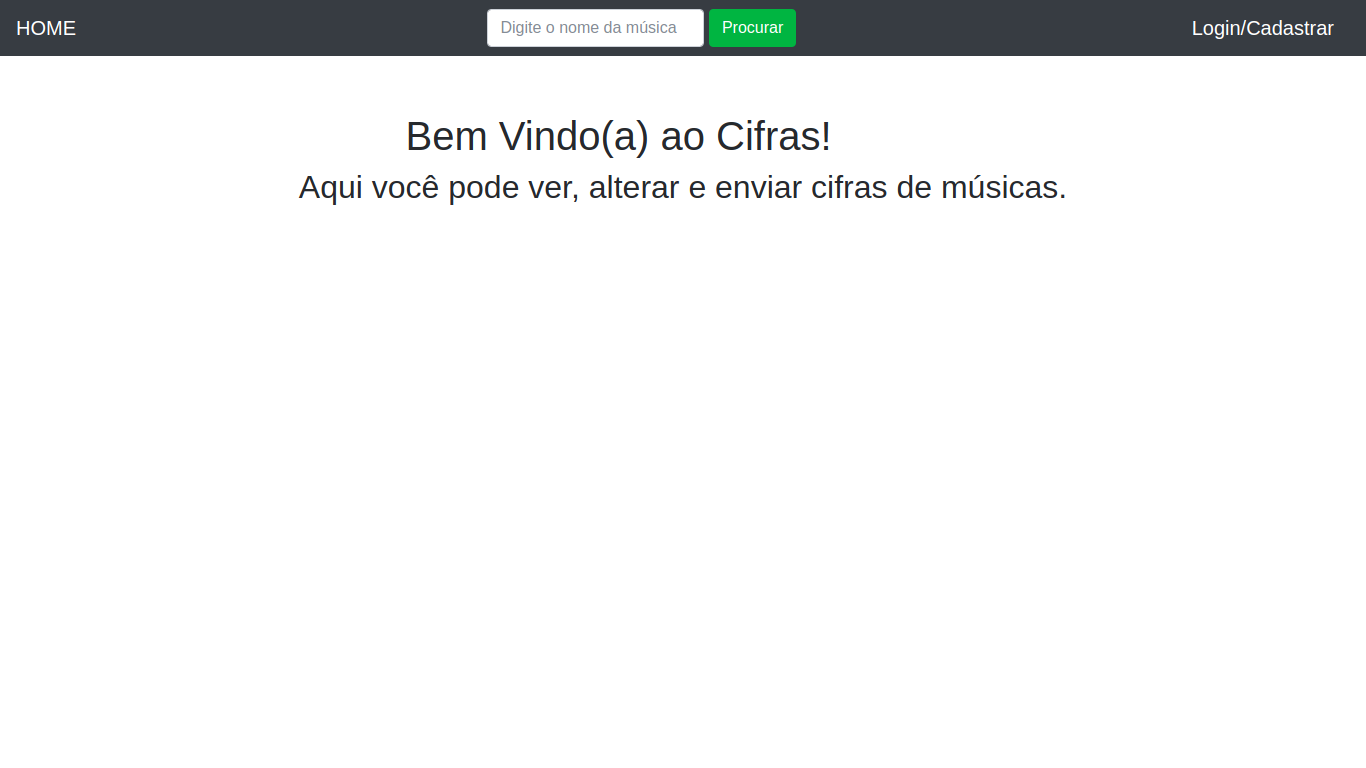 HOME
Digite o nome da música
Procurar
Login/Cadastrar
Bem Vindo(a) ao Cifras!
Aqui você pode ver, alterar e enviar cifras de músicas.